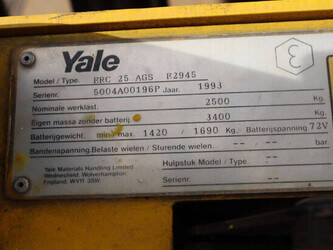 3
Yale
Model / Type. ERC 25 AGS E2945
Serienr. 5004A00196P Jaar. 1993
Nominale werklast. 2500 Kg.
Eigen massa zonder batterij 3400 Kg.
Batterijgewicht. min/ max. 1420 / 1690 Kg. Batterijspanning 72V
Bandenspanning. Belaste wielen / Sturende wielen. -- / -- bar.
Yale Materials Handling Limited
Wednesfield, Wolverhampton
England. WV11 3SW.
Hulpstuk Model / Type. --
Serienr. --